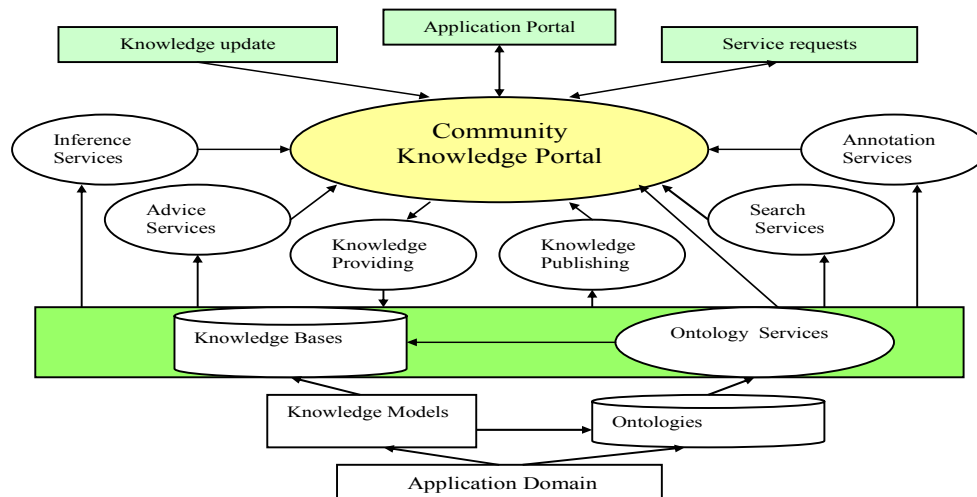 Application Portal
Knowledge update
Service requests
Community
Knowledge Portal
Inference
Services
Annotation
Services
Advice
Services
Search
Services
Knowledge
Providing
Knowledge
Publishing
Knowledge Bases
Ontology Services
Knowledge Models
Ontologies
Application Domain